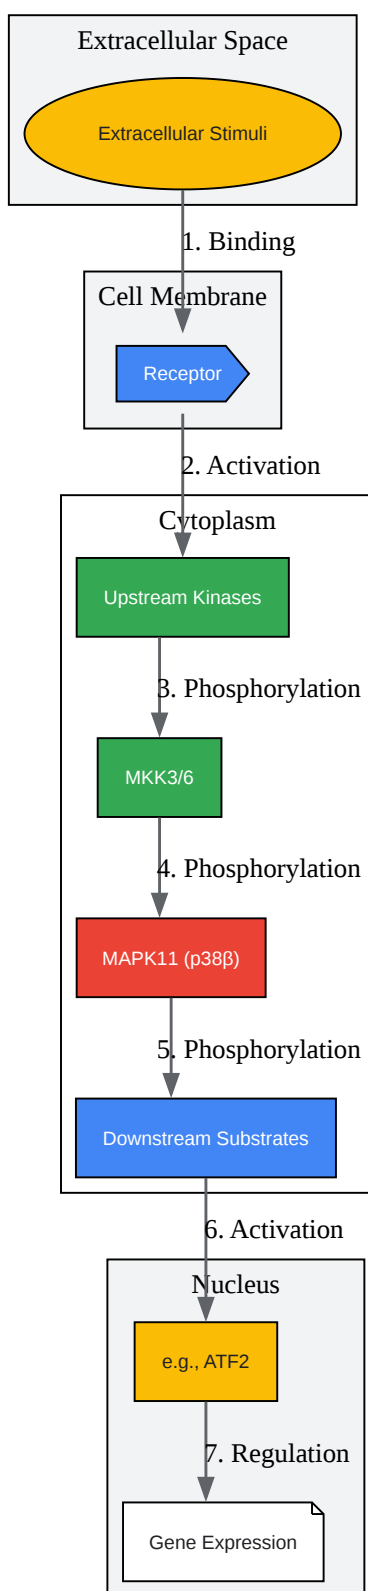 Extracellular Space
Extracellular Stimuli
1. Binding
Cell Membrane
Receptor
2. Activation
Cytoplasm
Upstream Kinases
3. Phosphorylation
MKK3/6
4. Phosphorylation
MAPK11 (p38β)
5. Phosphorylation
Downstream Substrates
6. Activation
Nucleus
e.g., ATF2
7. Regulation
Gene Expression